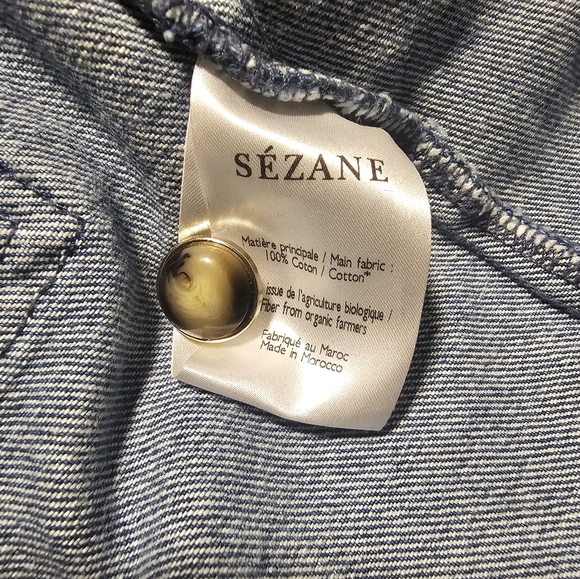 SÉZANE
Matière principale / Main fabric :
100% Coton / Cotton*
issue de l'agriculture biologique /
Fiber from organic farmers
Fabriqué au Maroc
Made in Morocco